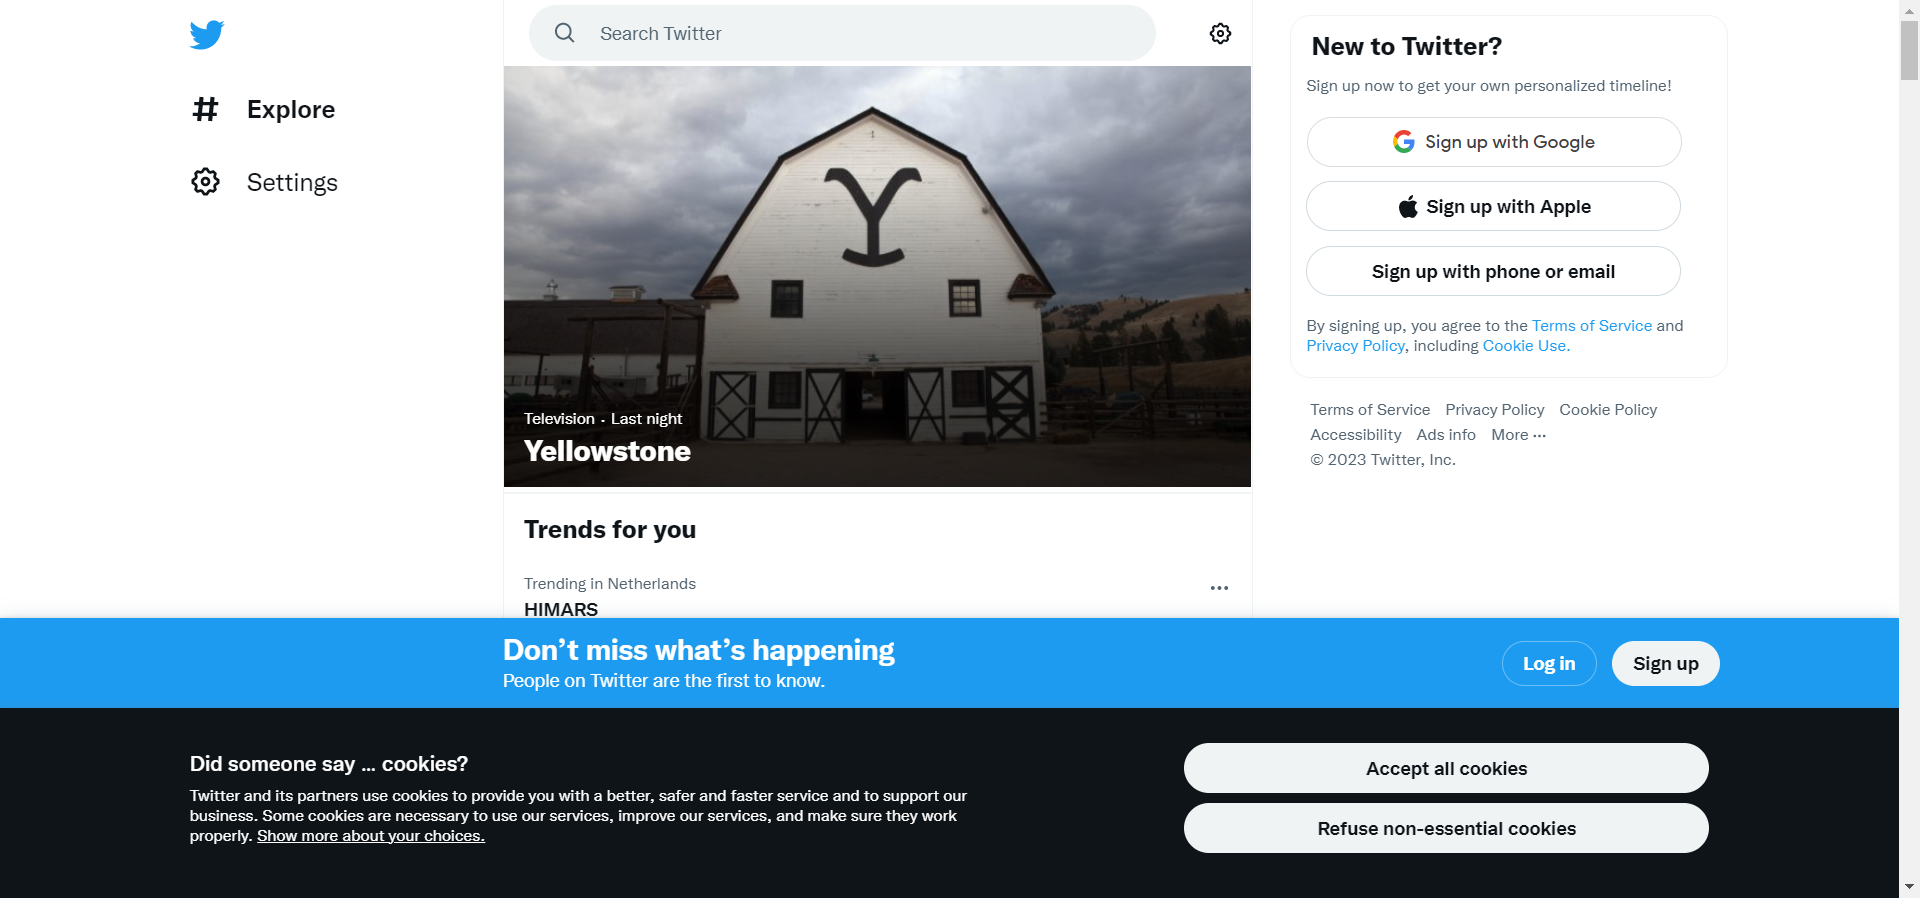 Explore
Settings
Search Twitter
Y
Television · Last night
Yellowstone
Trends for you
Trending in Netherlands
HIMARS
New to Twitter?
Sign up now to get your own personalized timeline!
Sign up with Google
Sign up with Apple
Sign up with phone or email
By signing up, you agree to the Terms of Service and
Privacy Policy, including Cookie Use.
Terms of Service Privacy Policy Cookie Policy
Accessibility Ads info More ···
© 2023 Twitter, Inc.
Don’t miss what’s happening
People on Twitter are the first to know.
Log in
Sign up
Did someone say … cookies?
Twitter and its partners use cookies to provide you with a better, safer and faster service and to support our
business. Some cookies are necessary to use our services, improve our services, and make sure they work
properly. Show more about your choices.
Accept all cookies
Refuse non-essential cookies